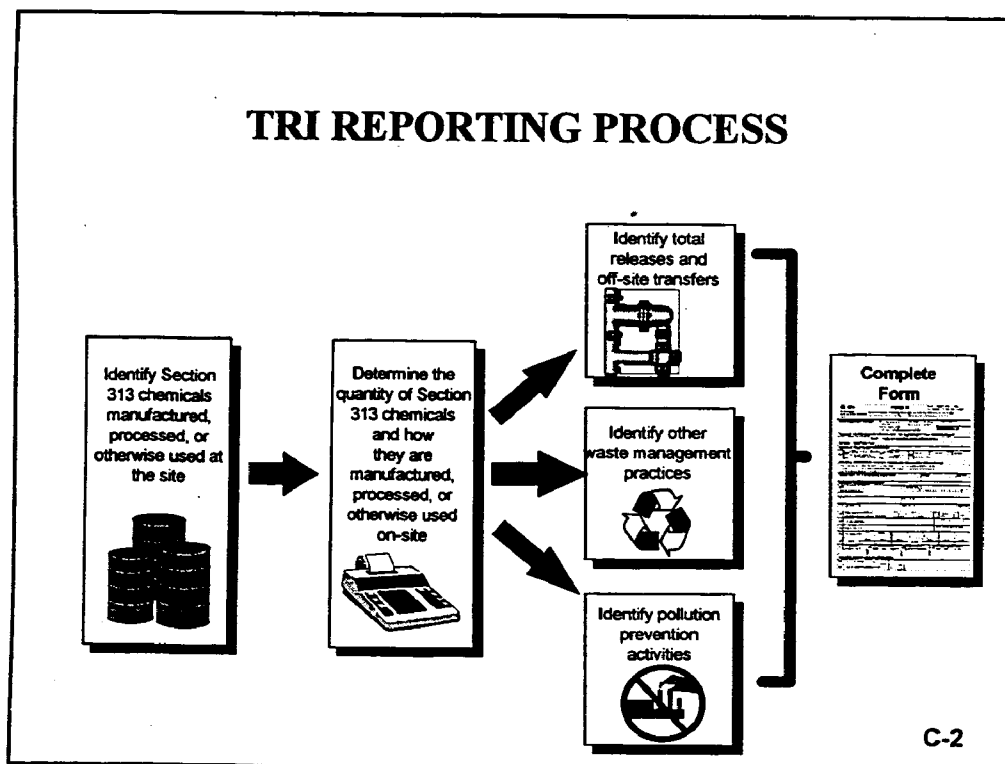 TRI REPORTING PROCESS
Identify Section
313 chemicals
manufactured,
processed, or
otherwise used at
the site
Determine the
quantity of Section
313 chemicals
and how
they are
manufactured,
processed, or
otherwise used
on-site
Identify total
releases and
off-site transfers
Identify other
waste management
practices
Identify pollution
prevention
activities
Complete
Form
C-2